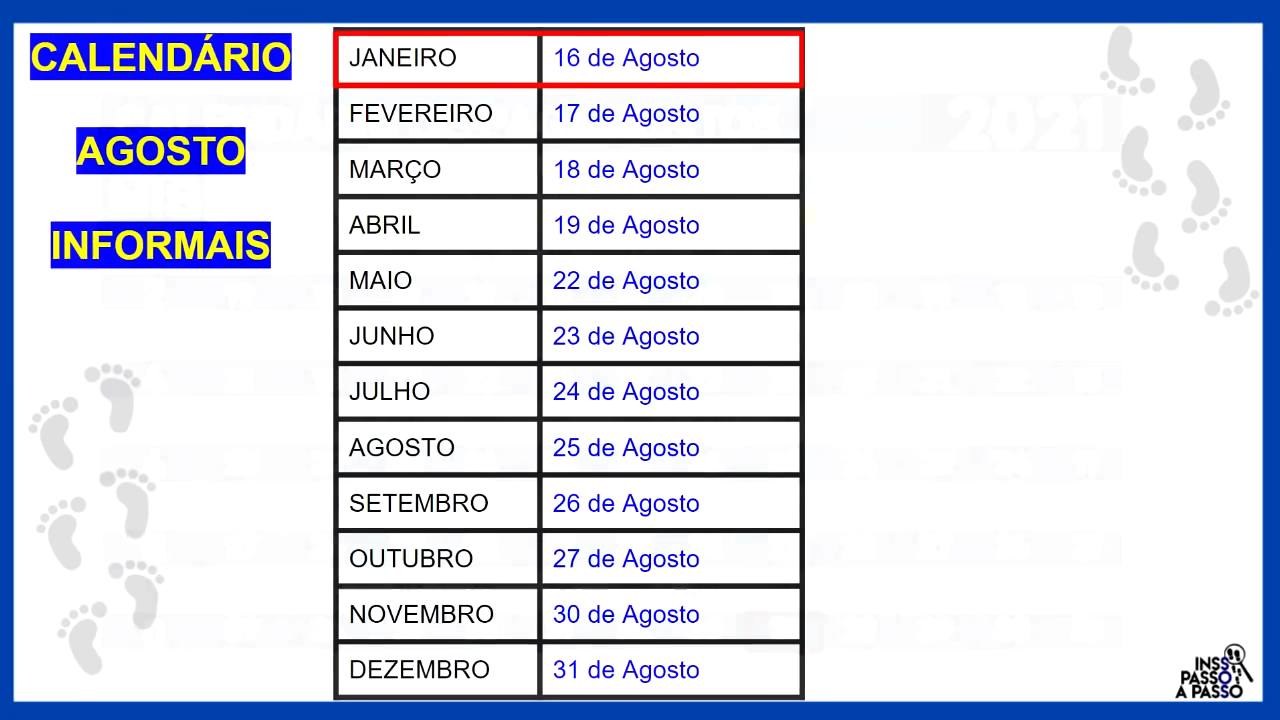 CALENDÁRIO
AGOSTO
INFORMAIS
JANEIRO 16 de Agosto
FEVEREIRO 17 de Agosto
MARÇO 18 de Agosto
ABRIL 19 de Agosto
MAIO 22 de Agosto
JUNHO 23 de Agosto
JULHO 24 de Agosto
AGOSTO 25 de Agosto
SETEMBRO 26 de Agosto
OUTUBRO 27 de Agosto
NOVEMBRO 30 de Agosto
DEZEMBRO 31 de Agosto
2021
INSS
PASSO
A PASSO